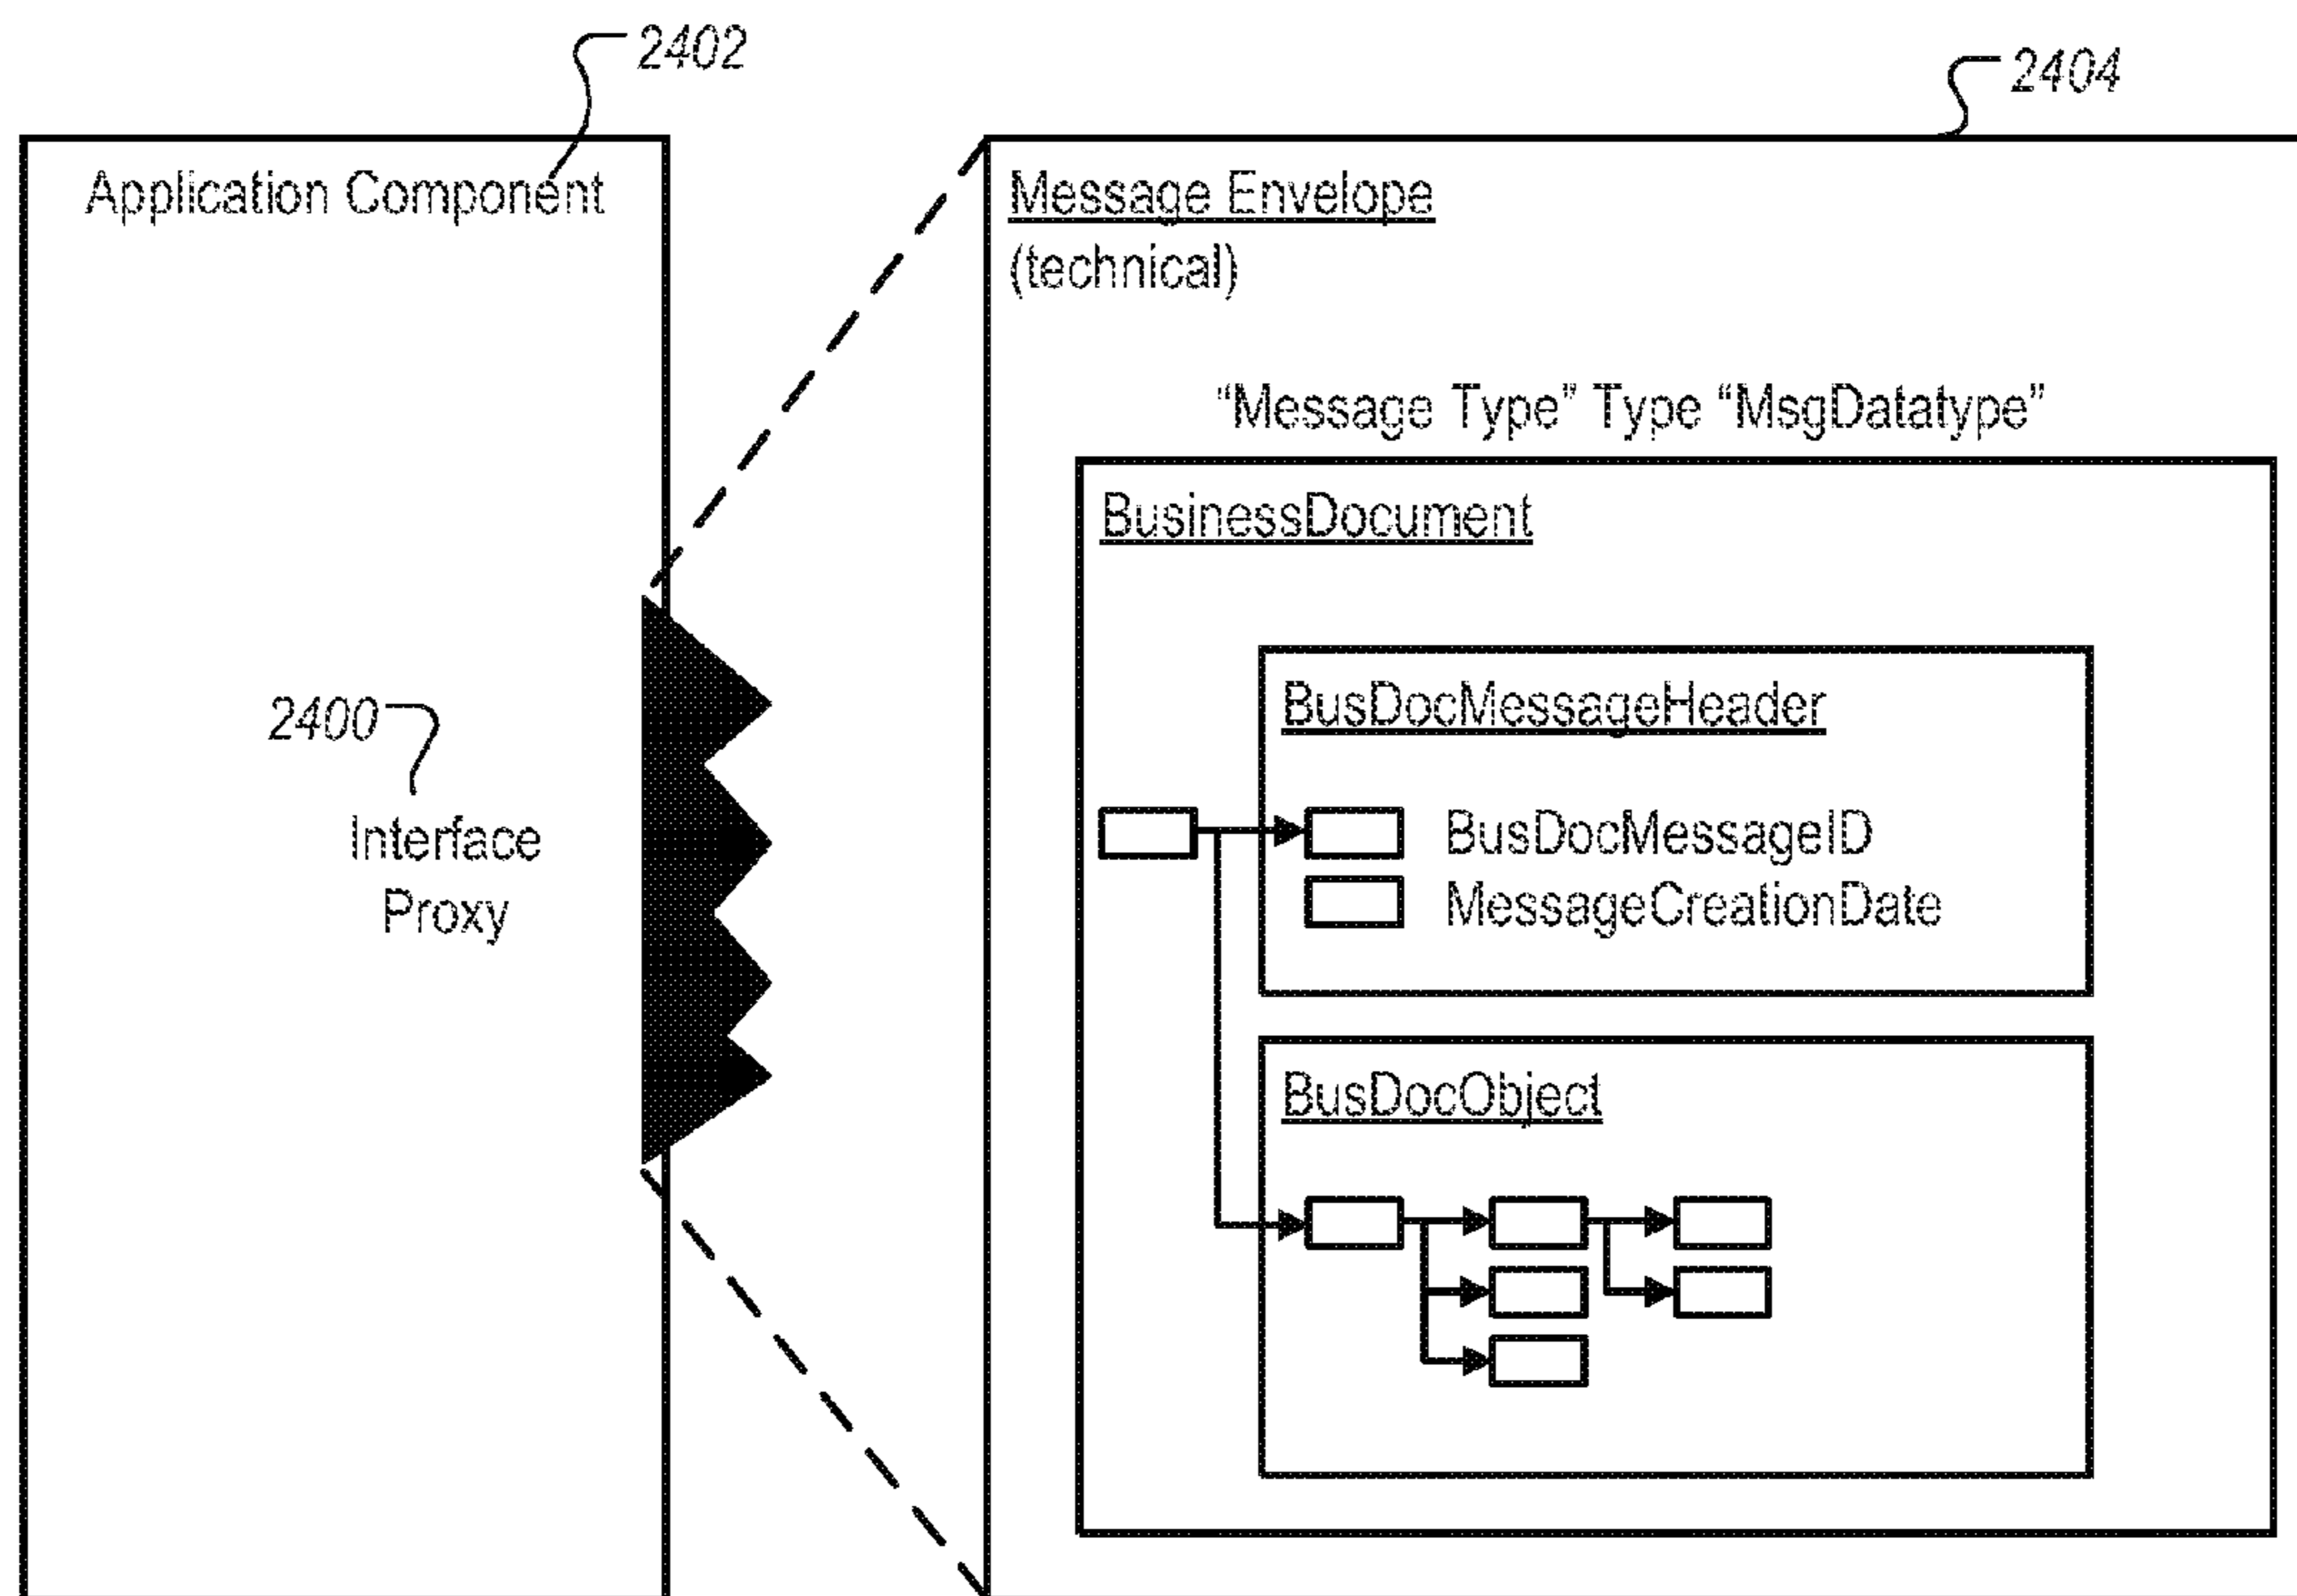 2402
2404
Application Component
Message Envelope
(technical)
“Message Type” Type “MsgDatatype”
BusinessDocument
BusDocMessageHeader
2400
Interface
Proxy
BusDocMessageID
MessageCreationDate
BusDocObject